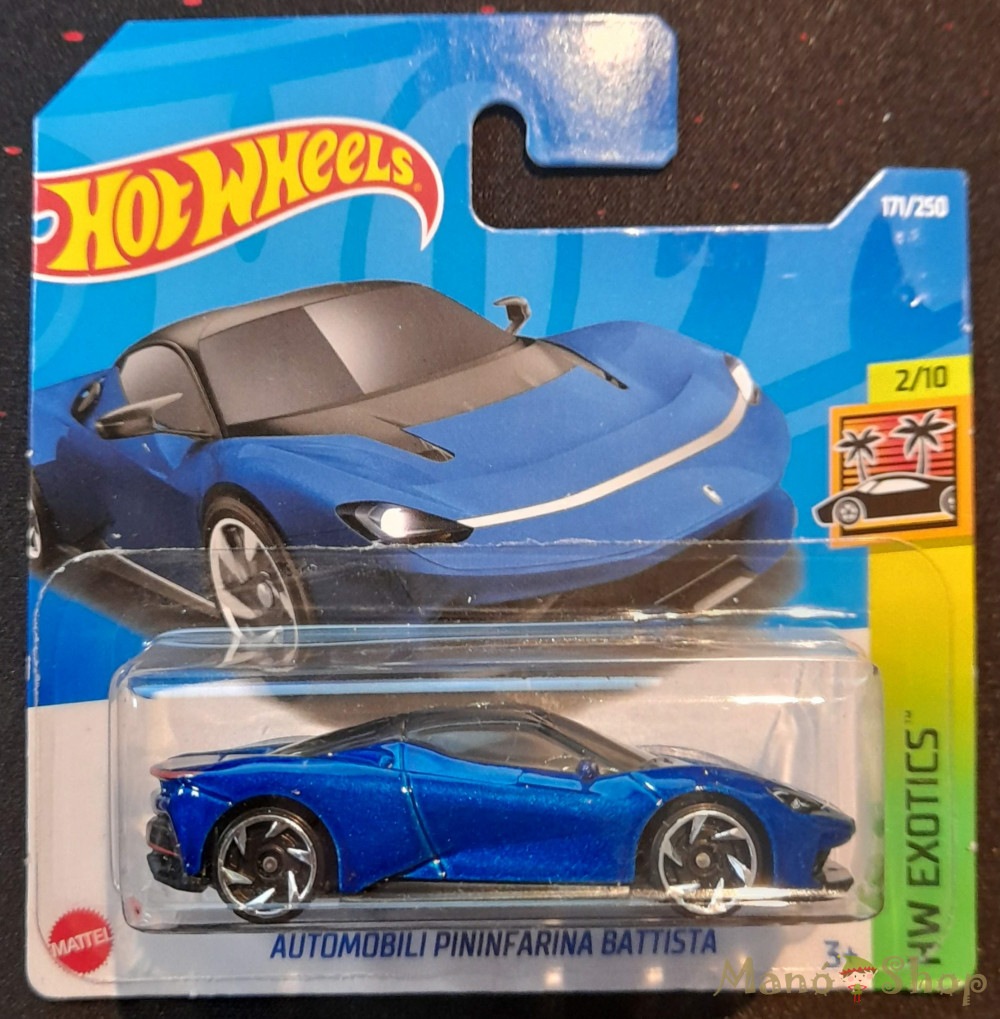 HOT WHEELS
171/250
2/10
HW EXOTICS™
MATTEL
AUTOMOBILI PININFARINA BATTISTA
3+
Mano Shop